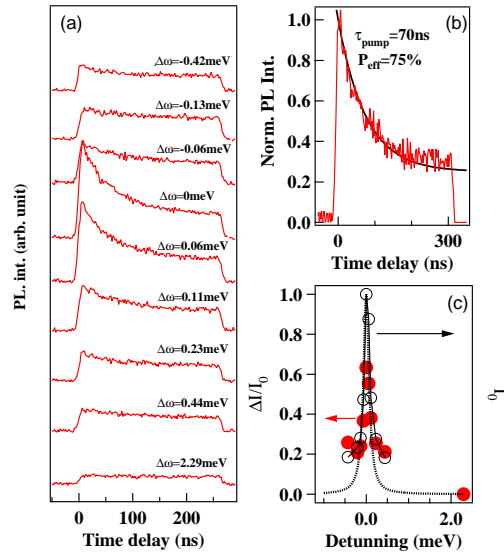 (a)
Δω=-0.42meV
Δω=-0.13meV
Δω=-0.06meV
Δω=0meV
Δω=0.06meV
Δω=0.11meV
Δω=0.23meV
Δω=0.44meV
Δω=2.29meV
PL. int. (arb. unit)
0 100 200
Time delay (ns)
(b)
τpump=70ns
Peff=75%
Norm. PL Int.
1.0
0.8
0.6
0.4
0.2
0.0
0 300
Time delay (ns)
(c)
ΔI/I0
1.0
0.8
0.6
0.4
0.2
0.0
I0
0.0 1.0 2.0
Detunning (meV)